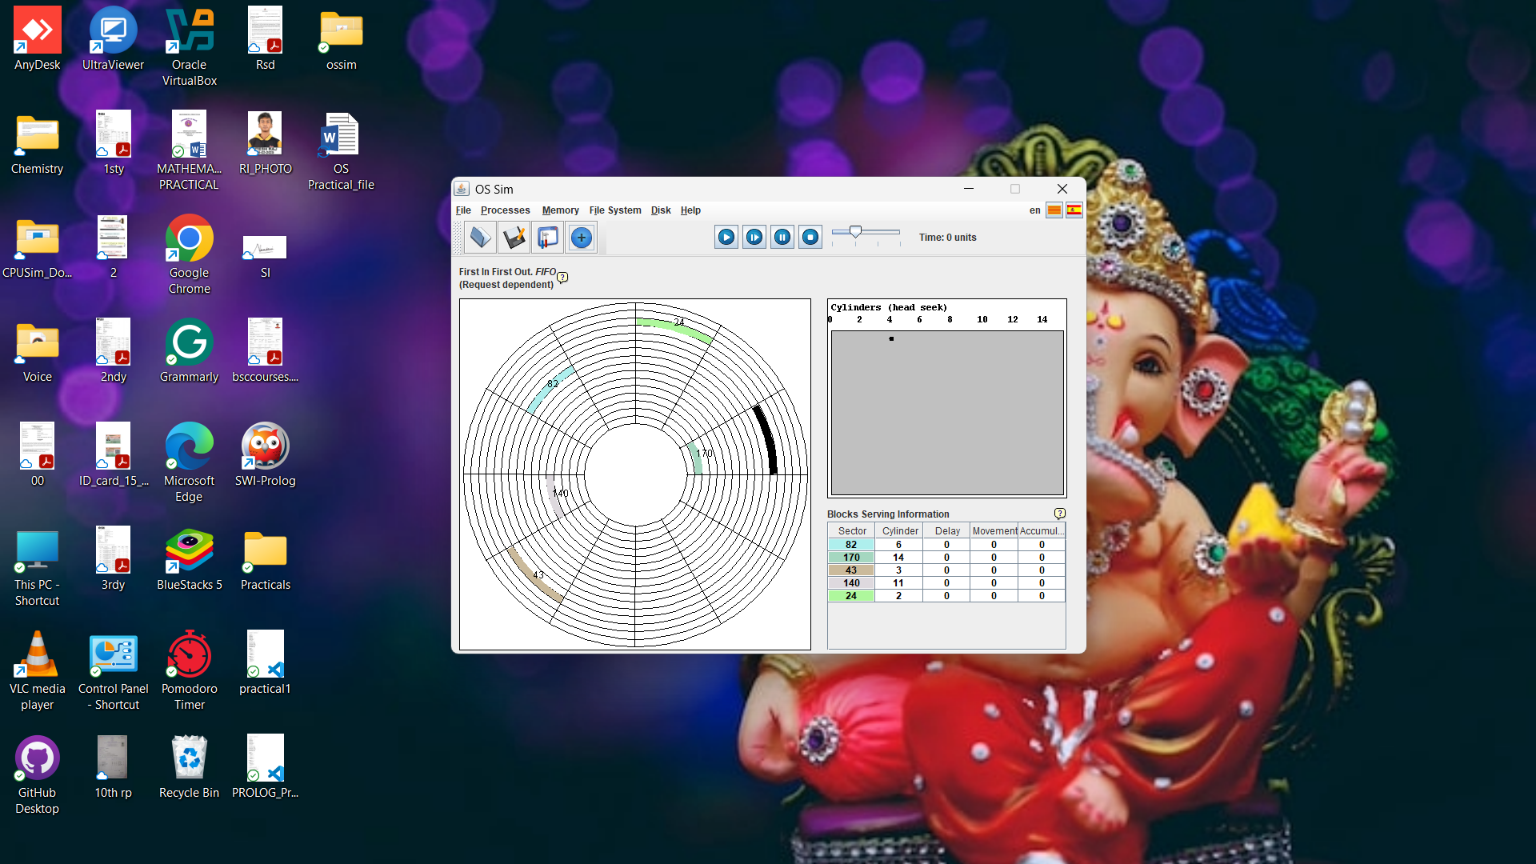 AnyDesk
UltraViewer
Oracle
VirtualBox
Rsd
ossim
Chemistry
1sty
MATHEMA...
PRACTICAL
RI_PHOTO
OS
Practical_file
CPUSim_Do...
2
Google
Chrome
SI
Voice
2ndy
Grammarly
bsccourses....
00
ID_card_15_...
Microsoft
Edge
SWI-Prolog
This PC -
Shortcut
3rdy
BlueStacks 5
Practicals
VLC media
player
Control Panel
- Shortcut
Pomodoro
Timer
practical1
GitHub
Desktop
10th rp
Recycle Bin
PROLOG_Pr...
OS Sim
File Processes Memory File System Disk Help
en
Time: 0 units
First In First Out. FIFO
(Request dependent)
24
82
170
140
43
Cylinders (head seek)
0 2 4 6 8 10 12 14
Blocks Serving Information
Sector Cylinder Delay Movement Accumul...
82 6 0 0 0
170 14 0 0 0
43 3 0 0 0
140 11 0 0 0
24 2 0 0 0